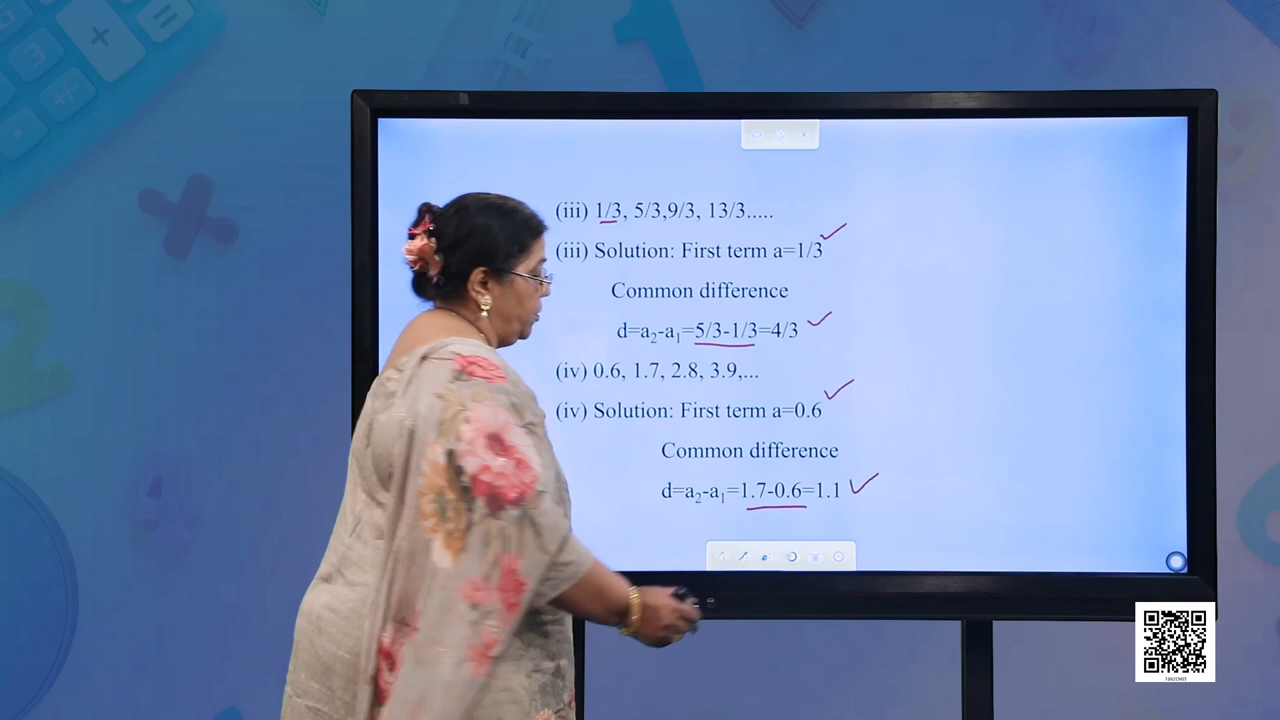 (iii) 1/3, 5/3,9/3, 13/3.....
(iii) Solution: First term a=1/3
Common difference
d=a₂-a₁=5/3-1/3=4/3
(iv) 0.6, 1.7, 2.8, 3.9,...
(iv) Solution: First term a=0.6
Common difference
d=a₂-a₁=1.7-0.6=1.1
1062CH05